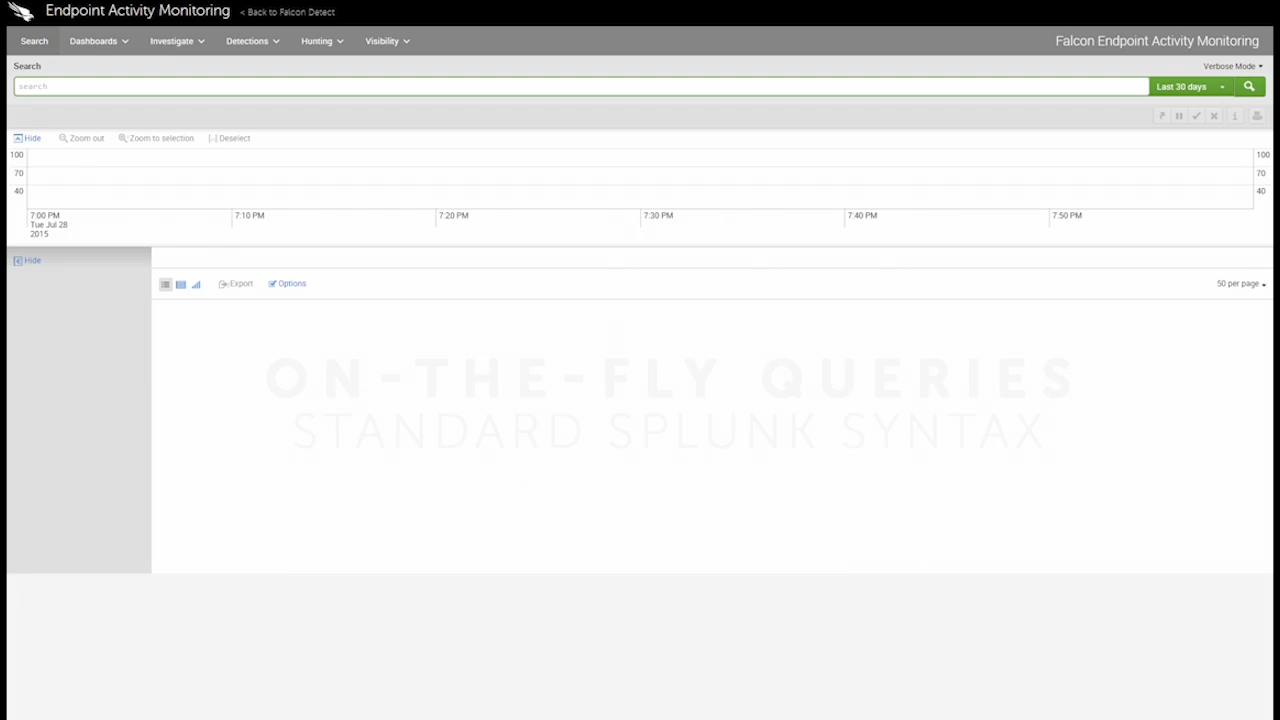 Endpoint Activity Monitoring < Back to Falcon Detect
Search Dashboards Investigate Detections Hunting Visibility Falcon Endpoint Activity Monitoring
Search Verbose Mode
search Last 30 days
Hide Zoom out Zoom to selection [..] Deselect
100 100
70 70
40 40
7:00 PM 7:10 PM 7:20 PM 7:30 PM 7:40 PM 7:50 PM
Tue Jul 28
2015
Hide
Export Options 50 per page
ON-THE-FLY QUERIES
STANDARD SPLUNK SYNTAX